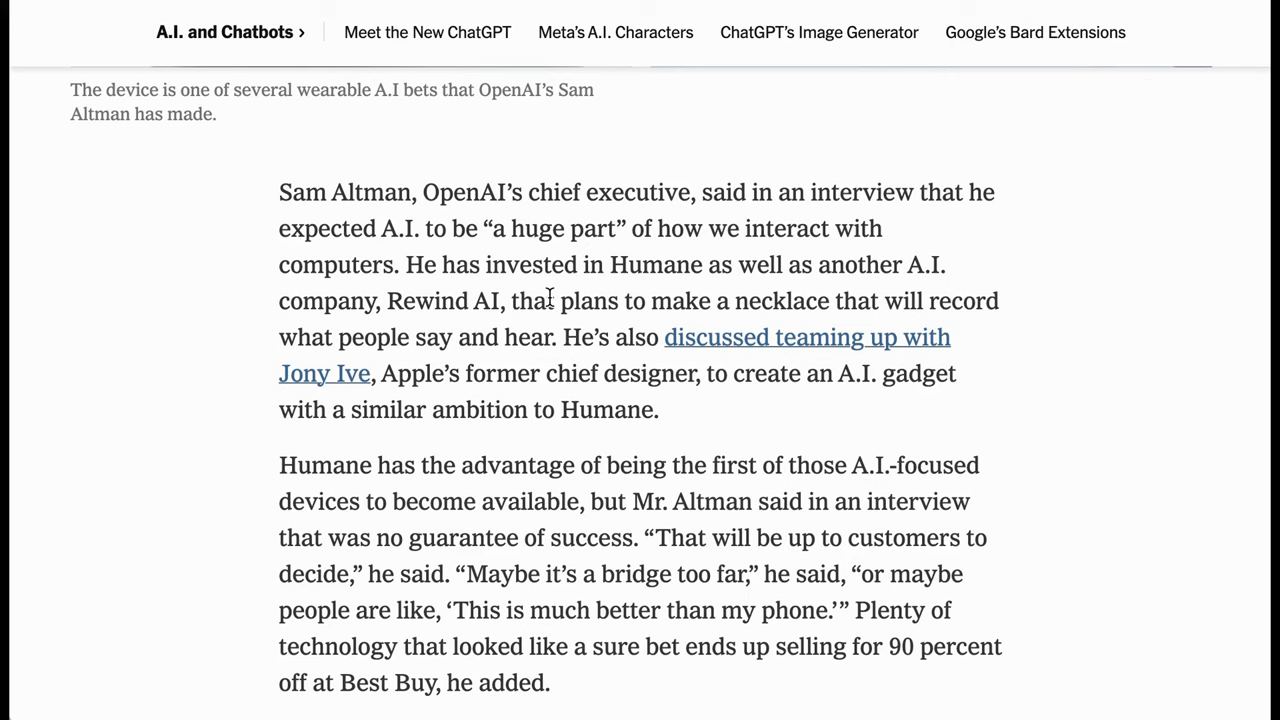 A.I. and Chatbots › Meet the New ChatGPT Meta’s A.I. Characters ChatGPT’s Image Generator Google’s Bard Extensions
The device is one of several wearable A.I bets that OpenAI’s Sam
Altman has made.
Sam Altman, OpenAI’s chief executive, said in an interview that he
expected A.I. to be “a huge part” of how we interact with
computers. He has invested in Humane as well as another A.I.
company, Rewind AI, that plans to make a necklace that will record
what people say and hear. He’s also discussed teaming up with
Jony Ive, Apple’s former chief designer, to create an A.I. gadget
with a similar ambition to Humane.
Humane has the advantage of being the first of those A.I.-focused
devices to become available, but Mr. Altman said in an interview
that was no guarantee of success. “That will be up to customers to
decide,” he said. “Maybe it’s a bridge too far,” he said, “or maybe
people are like, ‘This is much better than my phone.’” Plenty of
technology that looked like a sure bet ends up selling for 90 percent
off at Best Buy, he added.